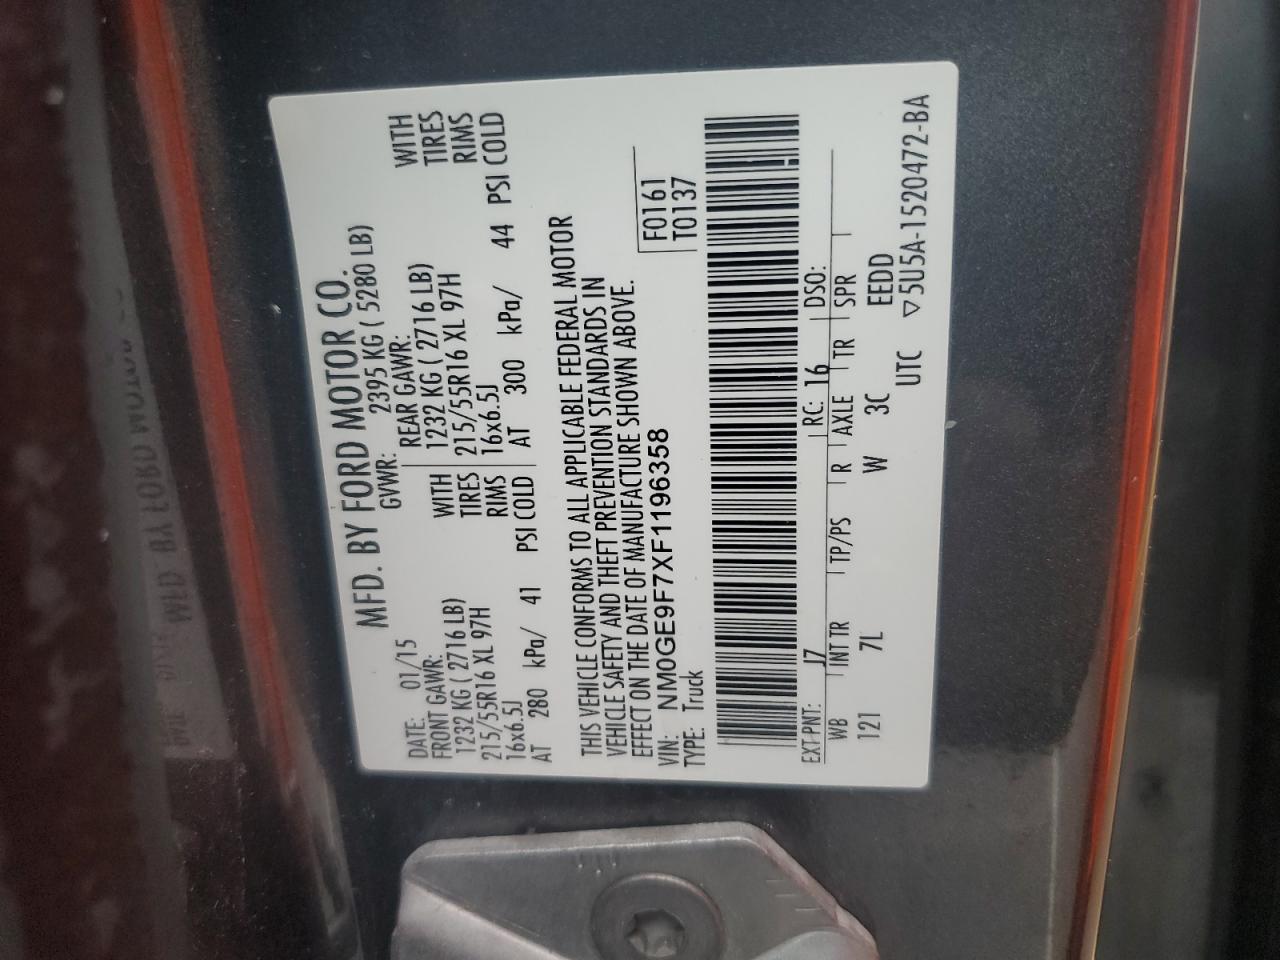 MFD. BY FORD MOTOR CO.
DATE: 01/15 GVWR: 2395 KG ( 5280 LB)
FRONT GAWR: REAR GAWR:
1232 KG ( 2716 LB) WITH 1232 KG ( 2716 LB) WITH
215/55R16 XL 97H TIRES 215/55R16 XL 97H TIRES
16x6.5J RIMS 16x6.5J RIMS
AT 280 kPa/ 41 PSI COLD AT 300 kPa/ 44 PSI COLD
THIS VEHICLE CONFORMS TO ALL APPLICABLE FEDERAL MOTOR
VEHICLE SAFETY AND THEFT PREVENTION STANDARDS IN
EFFECT ON THE DATE OF MANUFACTURE SHOWN ABOVE.
VIN: NM0GE9F7XF1196358 F0161
TYPE: Truck T0137
EXT PNT: J7 RC: 16 DSO:
WB INT TR TP/PS R AXLE TR SPR
121 7L W 3C EEDD
UTC ▽5U5A-1520472-BA